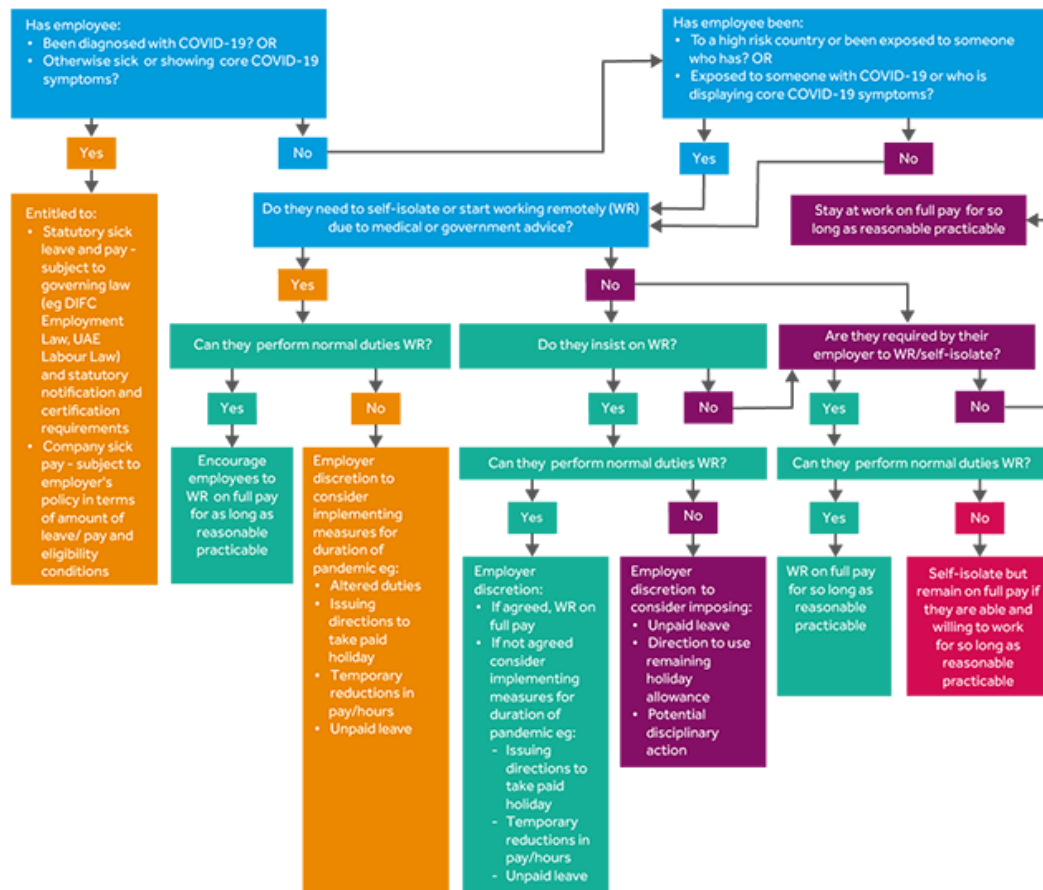 Has employee:
• Been diagnosed with COVID-19? OR
• Otherwise sick or showing core COVID-19
symptoms?
Has employee been:
• To a high risk country or been exposed to someone
who has? OR
• Exposed to someone with COVID-19 or who is
displaying core COVID-19 symptoms?
Yes
No
Yes
No
Entitled to:
• Statutory sick
leave and pay -
subject to
governing law
(eg DIFC
Employment
Law, UAE
Labour Law)
and statutory
notification and
certification
requirements
• Company sick
pay - subject to
employer's
policy in terms
of amount of
leave/ pay and
eligibility
conditions
Do they need to self-isolate or start working remotely (WR)
due to medical or government advice?
Stay at work on full pay for so
long as reasonable practicable
Yes
No
Can they perform normal duties WR?
Do they insist on WR?
Are they required by their
employer to WR/self-isolate?
Yes
No
Yes
No
Yes
No
Encourage
employees to
WR on full pay
for as long as
reasonable
practicable
Employer
discretion to
consider
implementing
measures for
duration of
pandemic eg:
• Altered duties
• Issuing
directions to
take paid
holiday
• Temporary
reductions in
pay/hours
• Unpaid leave
Can they perform normal duties WR?
Can they perform normal duties WR?
Yes
No
Yes
No
Employer
discretion:
• If agreed, WR on
full pay
• If not agreed
consider
implementing
measures for
duration of
pandemic eg:
- Issuing
directions to
take paid
holiday
- Temporary
reductions in
pay/hours
- Unpaid leave
Employer
discretion to
consider imposing:
• Unpaid leave
• Direction to use
remaining
holiday
allowance
• Potential
disciplinary
action
WR on full pay
for so long as
reasonable
practicable
Self-isolate but
remain on full pay if
they are able and
willing to work
for so long as
reasonable
practicable